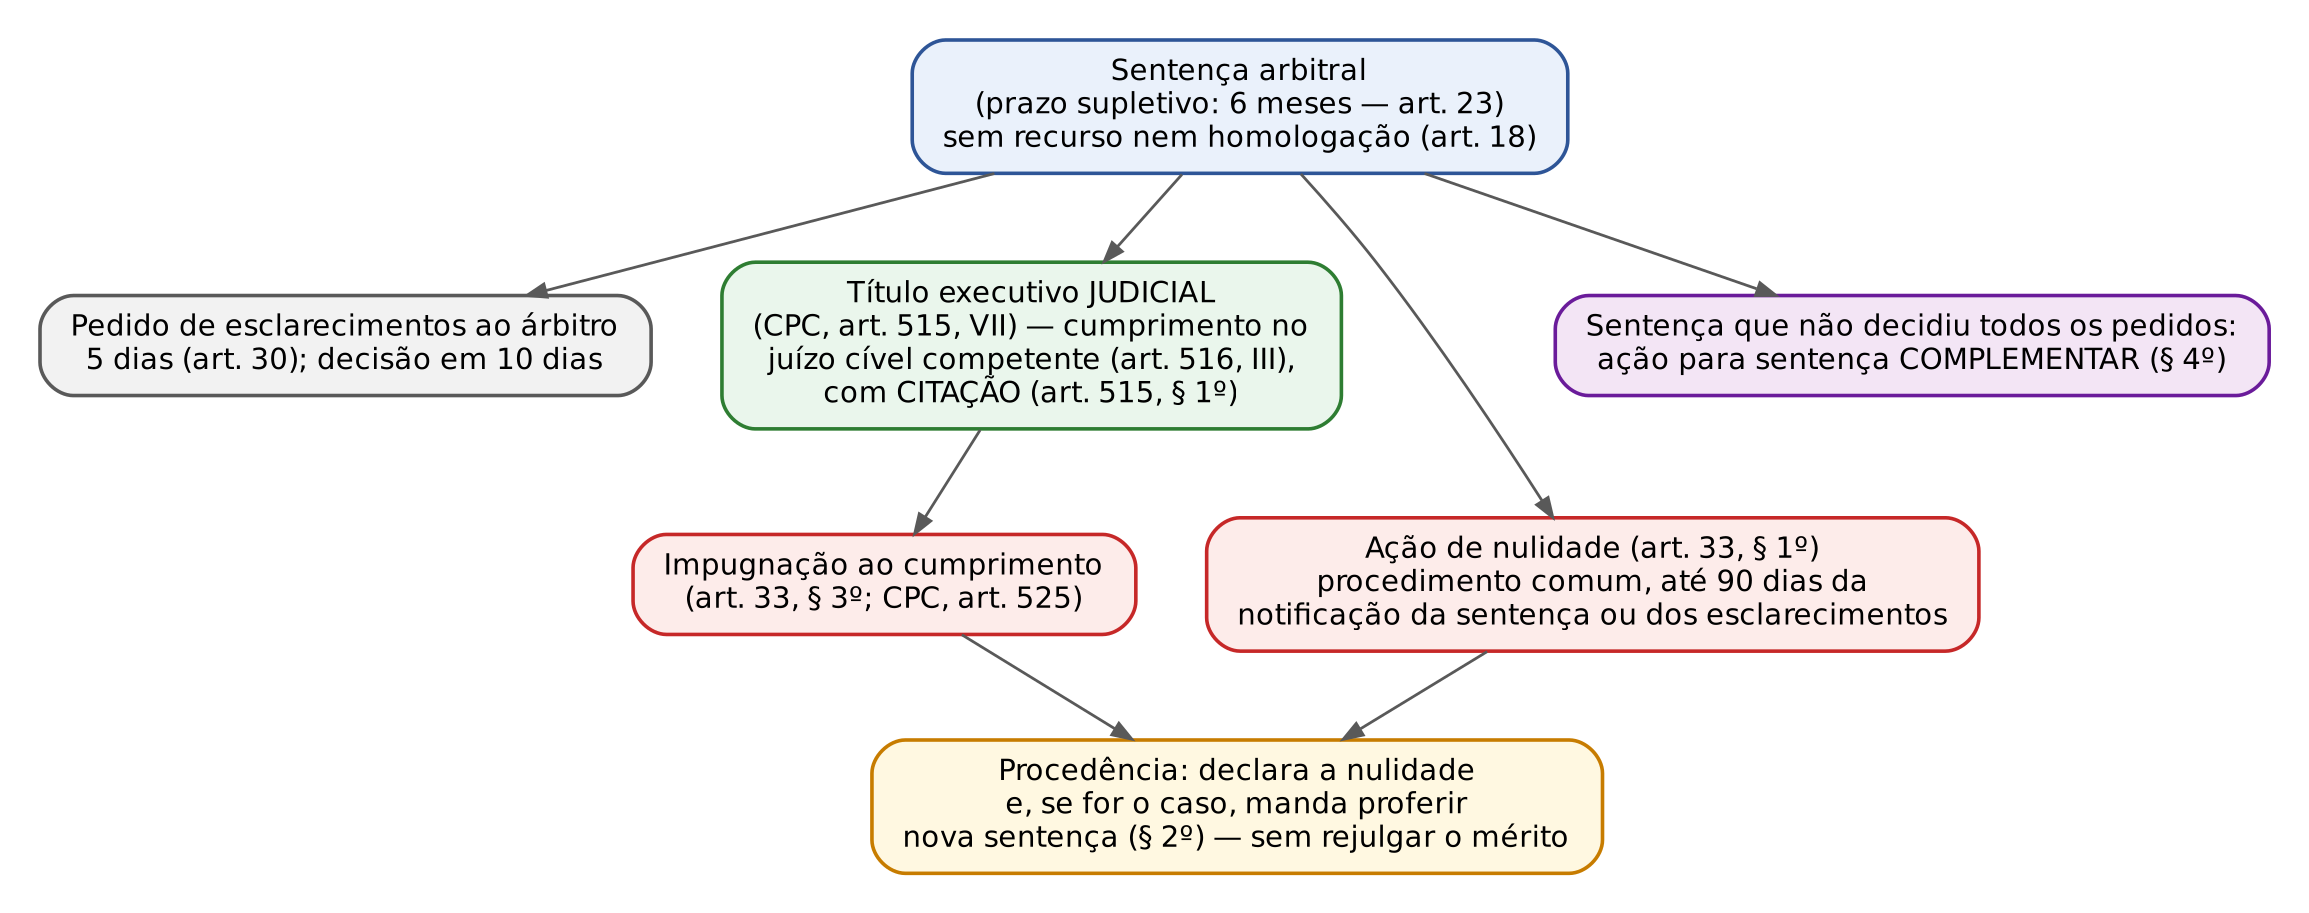 Sentença arbitral
(prazo supletivo: 6 meses — art. 23)
sem recurso nem homologação (art. 18)
Pedido de esclarecimentos ao árbitro
5 dias (art. 30); decisão em 10 dias
Título executivo JUDICIAL
(CPC, art. 515, VII) — cumprimento no
juízo cível competente (art. 516, III),
com CITAÇÃO (art. 515, § 1º)
Sentença que não decidiu todos os pedidos:
ação para sentença COMPLEMENTAR (§ 4º)
Impugnação ao cumprimento
(art. 33, § 3º; CPC, art. 525)
Ação de nulidade (art. 33, § 1º)
procedimento comum, até 90 dias da
notificação da sentença ou dos esclarecimentos
Procedência: declara a nulidade
e, se for o caso, manda proferir
nova sentença (§ 2º) — sem rejulgar o mérito